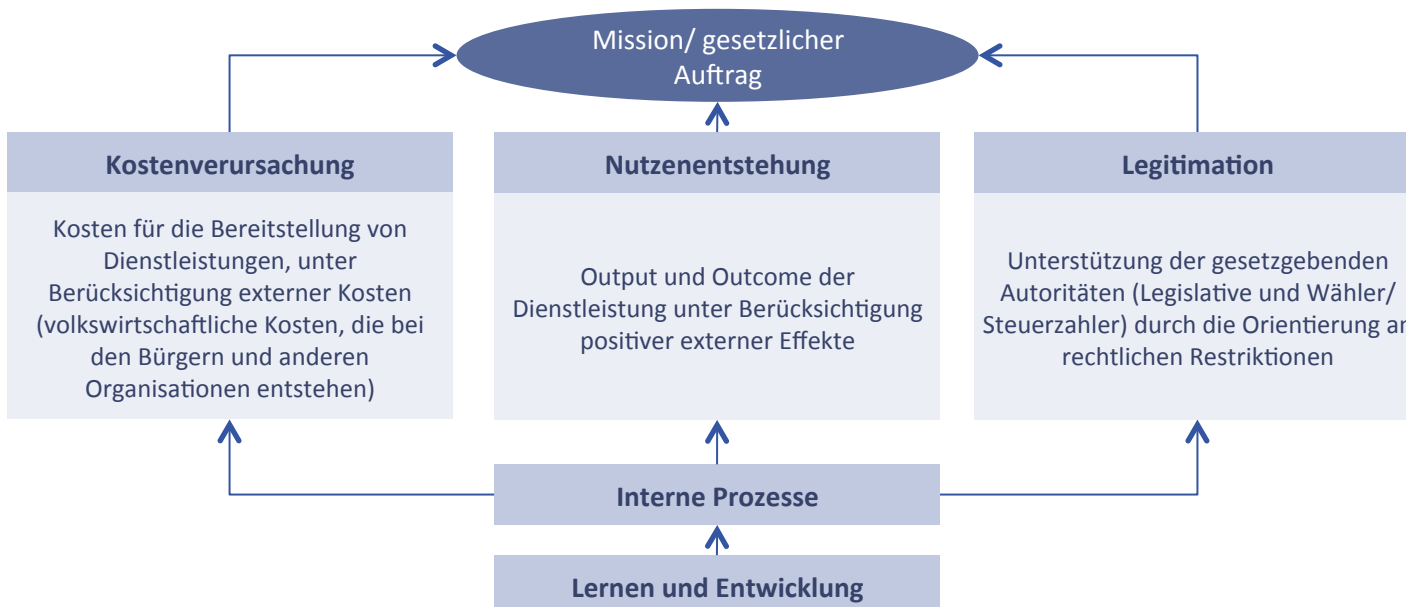 Mission/ gesetzlicher
Auftrag
Kostenverursachung
Kosten für die Bereitstellung von
Dienstleistungen, unter
Berücksichtigung externer Kosten
(volkswirtschaftliche Kosten, die bei
den Bürgern und anderen
Organisationen entstehen)
Nutzenentstehung
Output und Outcome der
Dienstleistung unter Berücksichtigung
positiver externer Effekte
Legitimation
Unterstützung der gesetzgebenden
Autoritäten (Legislative und Wähler/
Steuerzahler) durch die Orientierung
rechtlichen Restriktionen
Interne Prozesse
Lernen und Entwicklung